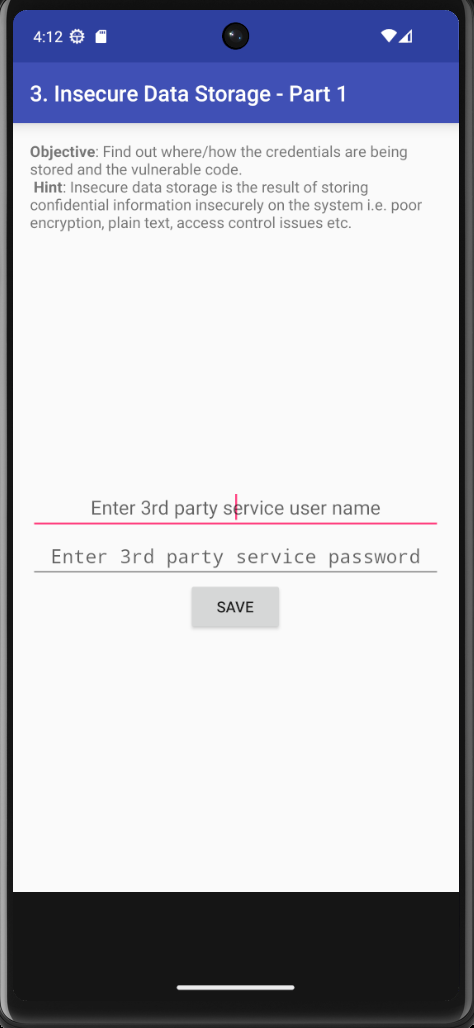 4:12
3. Insecure Data Storage - Part 1
Objective: Find out where/how the credentials are being
stored and the vulnerable code.
Hint: Insecure data storage is the result of storing
confidential information insecurely on the system i.e. poor
encryption, plain text, access control issues etc.
Enter 3rd party service user name
Enter 3rd party service password
SAVE